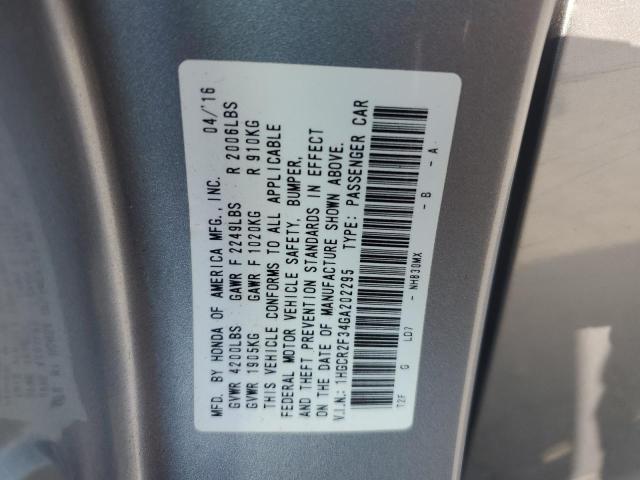 MFD. BY HONDA OF AMERICA MFG., INC. 04/'16
GVWR 4200LBS GAWR F 2249LBS R 2006LBS
GVWR 1905KG GAWR F 1020KG R 910KG
THIS VEHICLE CONFORMS TO ALL APPLICABLE
FEDERAL MOTOR VEHICLE SAFETY, BUMPER,
AND THEFT PREVENTION STANDARDS IN EFFECT
ON THE DATE OF MANUFACTURE SHOWN ABOVE.
V.I.N.: 1HGCR2F34GA202295 TYPE: PASSENGER CAR
T2F G LD7 - NH830MX - B - A